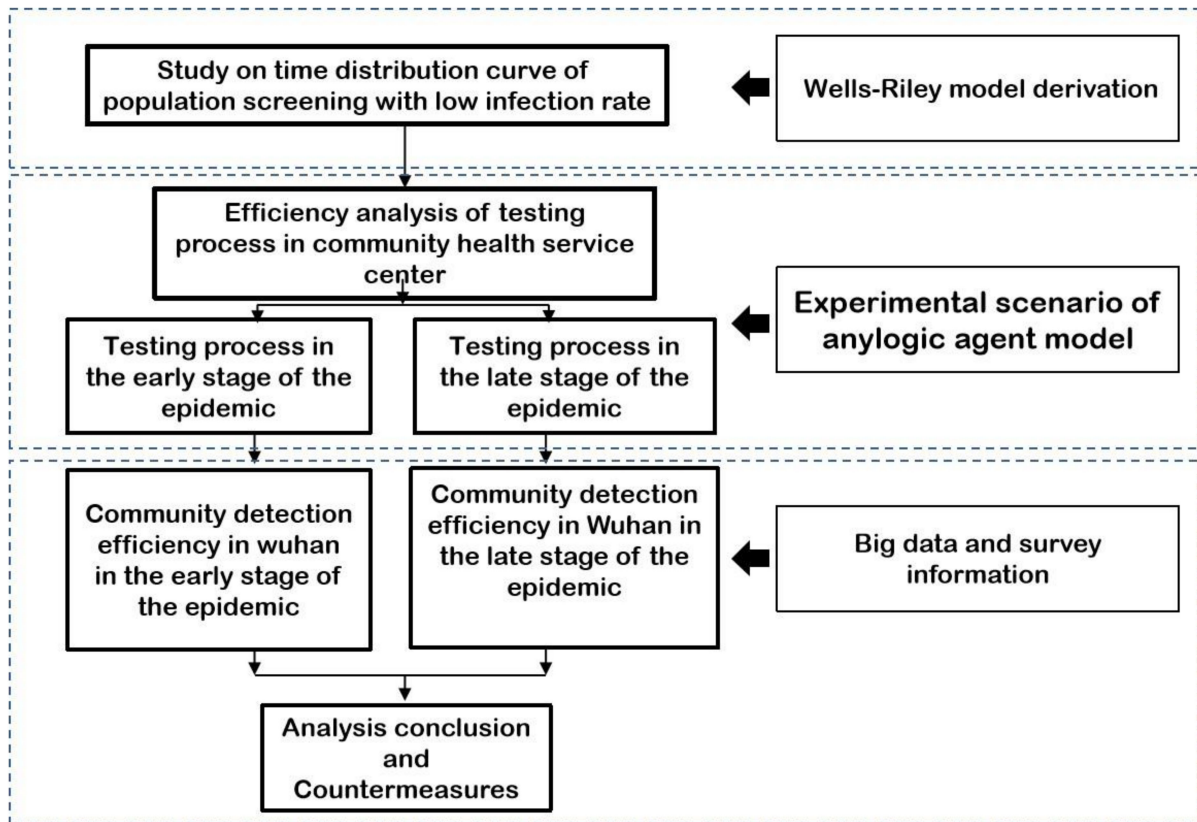 Study on time distribution curve of
population screening with low infection rate
Wells-Riley model derivation
Efficiency analysis of testing
process in community health service
center
Experimental scenario of
anylogic agent model
Testing process in
the early stage of the
epidemic
Testing process in
the late stage of the
epidemic
Community detection
efficiency in wuhan
in the early stage of
the epidemic
Community detection
efficiency in Wuhan in
the late stage of the
epidemic
Big data and survey
information
Analysis conclusion
and
Countermeasures